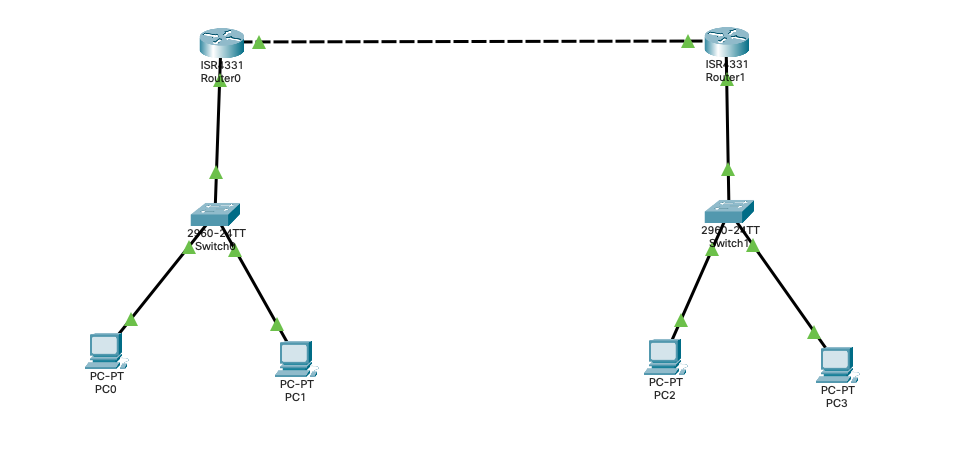 ISR4331
Router0
ISR4331
Router1
2960-24TT
Switch0
2960-24TT
Switch1
PC-PT
PC0
PC-PT
PC1
PC-PT
PC2
PC-PT
PC3